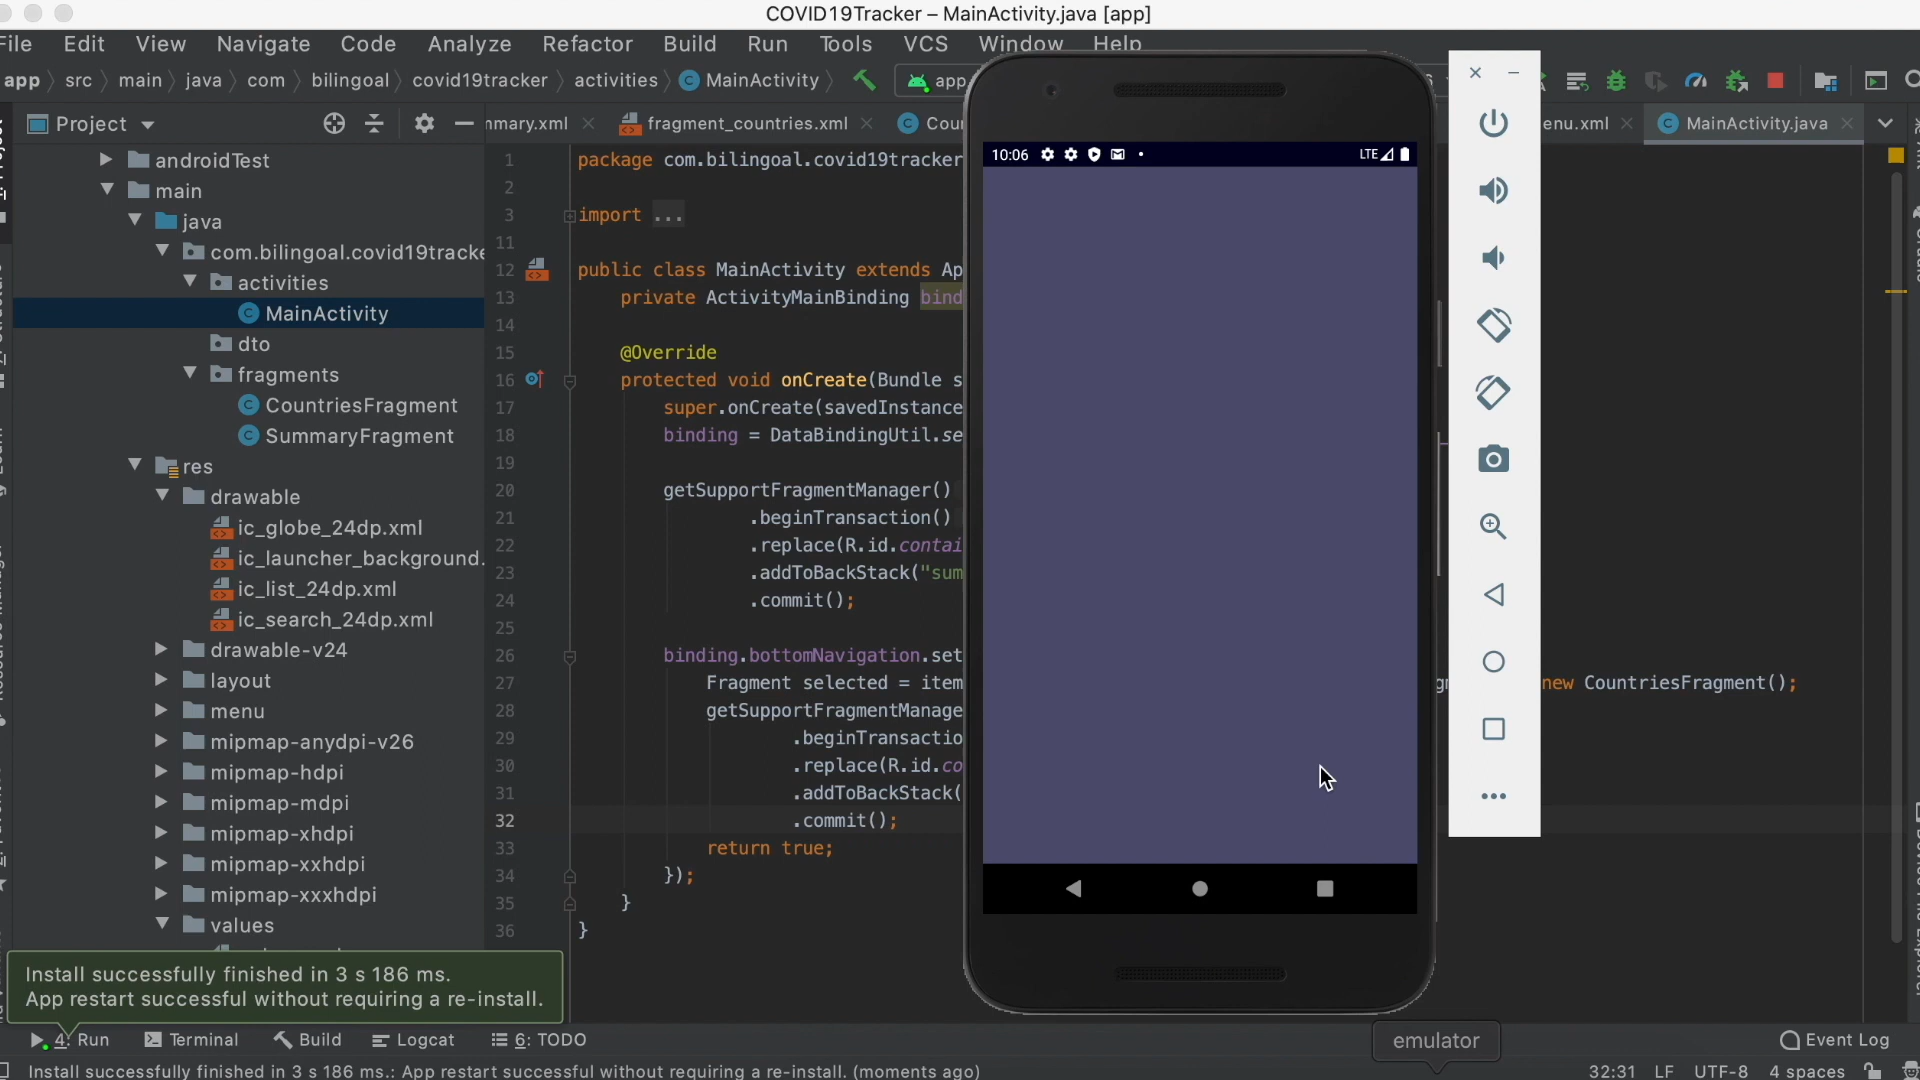 COVID19Tracker – MainActivity.java [app]
File Edit View Navigate Code Analyze Refactor Build Run Tools VCS Window Help
app src main java com bilingoal covid19tracker activities MainActivity app
Project
mmary.xml fragment_countries.xml Cou enu.xml MainActivity.java
androidTest
main
java
com.bilingoal.covid19tracke
activities
MainActivity
dto
fragments
CountriesFragment
SummaryFragment
res
drawable
ic_globe_24dp.xml
ic_launcher_background.
ic_list_24dp.xml
ic_search_24dp.xml
drawable-v24
layout
menu
mipmap-anydpi-v26
mipmap-hdpi
mipmap-mdpi
mipmap-xhdpi
mipmap-xxhdpi
mipmap-xxxhdpi
values
1 package com.bilingoal.covid19tracker
2
3 import ...
11
12 public class MainActivity extends Ap
13 private ActivityMainBinding bind
14
15 @Override
16 protected void onCreate(Bundle s
17 super.onCreate(savedInstance
18 binding = DataBindingUtil.se
19
20 getSupportFragmentManager()
21 .beginTransaction()
22 .replace(R.id.contai
23 .addToBackStack("sum
24 .commit();
25
26 binding.bottomNavigation.set
27 Fragment selected = item new CountriesFragment();
28 getSupportFragmentManage
29 .beginTransactio
30 .replace(R.id.co
31 .addToBackStack(
32 .commit();
33 return true;
34 });
35 }
36 }
10:06 LTE
Install successfully finished in 3 s 186 ms.
App restart successful without requiring a re-install.
4: Run Terminal Build Logcat 6: TODO
emulator
Event Log
Install successfully finished in 3 s 186 ms.: App restart successful without requiring a re-install. (moments ago)
32:31 LF UTF-8 4 spaces